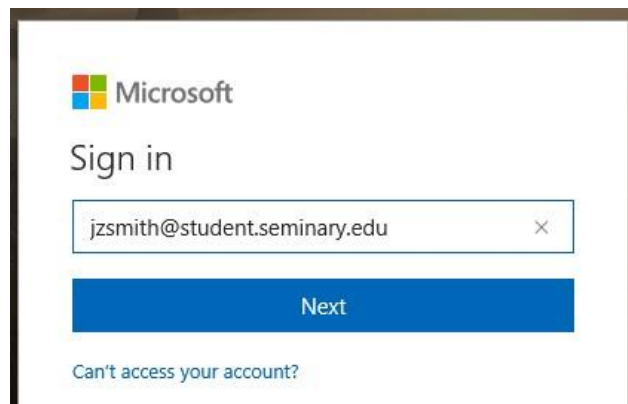 Microsoft
Sign in
jzsmith@student.seminary.edu
Next
Can't access your account?